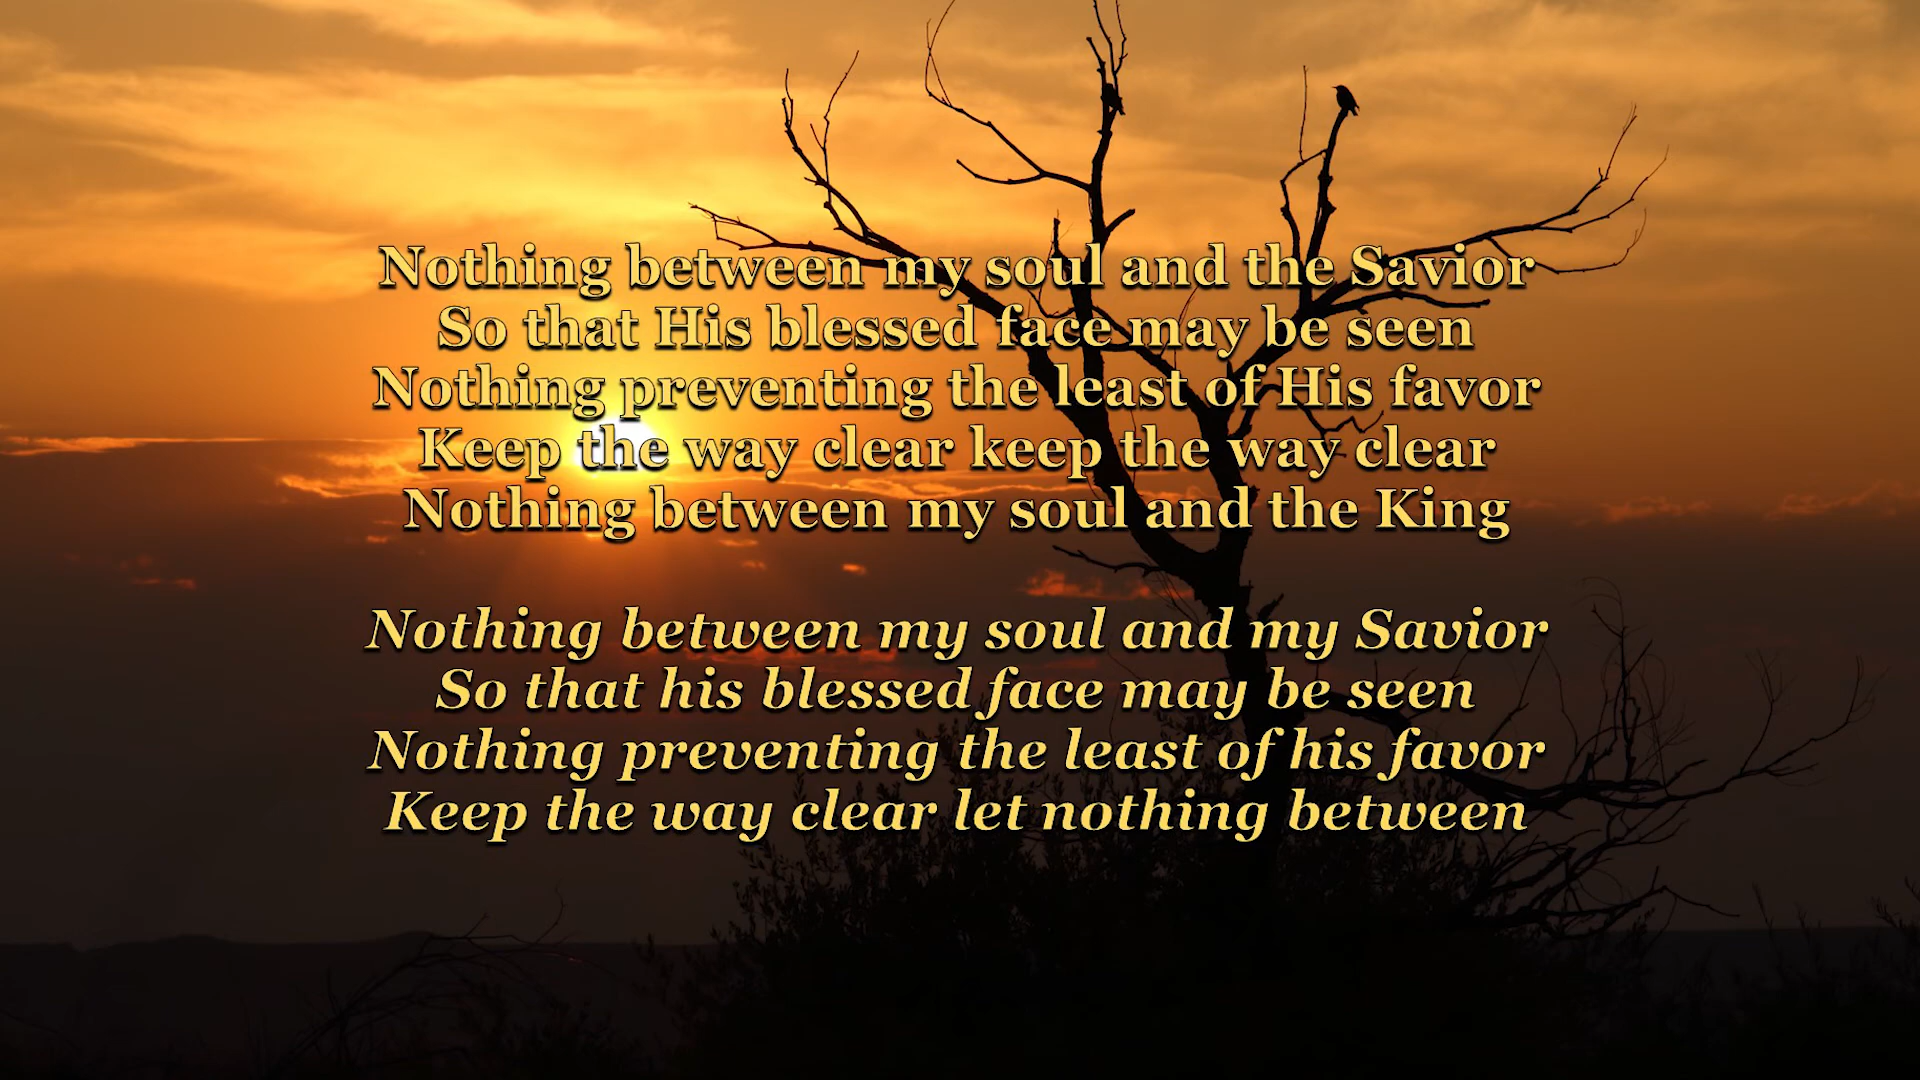 Nothing between my soul and the Savior
So that His blessed face may be seen
Nothing preventing the least of His favor
Keep the way clear keep the way clear
Nothing between my soul and the King
Nothing between my soul and my Savior
So that his blessed face may be seen
Nothing preventing the least of his favor
Keep the way clear let nothing between